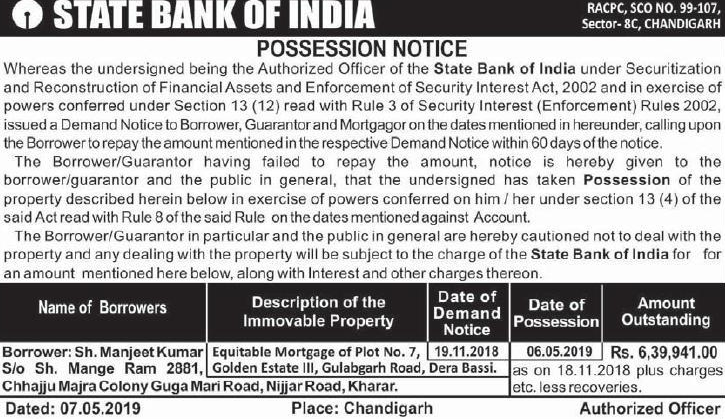 STATE BANK OF INDIA
RACPC, SCO NO. 99-107,
Sector- 8C, CHANDIGARH
POSSESSION NOTICE
Whereas the undersigned being the Authorized Officer of the State Bank of India under Securitization
and Reconstruction of Financial Assets and Enforcement of Security Interest Act, 2002 and in exercise of
powers conferred under Section 13 (12) read with Rule 3 of Security Interest (Enforcement) Rules 2002,
issued a Demand Notice to Borrower, Guarantor and Mortgagor on the dates mentioned in hereunder, calling upon
the Borrower to repay the amount mentioned in the respective Demand Notice within 60 days of the notice.
The Borrower/Guarantor having failed to repay the amount, notice is hereby given to the
borrower/guarantor and the public in general, that the undersigned has taken Possession of the
property described herein below in exercise of powers conferred on him / her under section 13 (4) of the
said Act read with Rule 8 of the said Rule on the dates mentioned against Account.
The Borrower/Guarantor in particular and the public in general are hereby cautioned not to deal with the
property and any dealing with the property will be subject to the charge of the State Bank of India for for
an amount mentioned here below, along with Interest and other charges thereon.
Name of Borrowers
Description of the
Immovable Property
Date of
Demand
Notice
Date of
Possession
Amount
Outstanding
Borrower: Sh. Manjeet Kumar
S/o Sh. Mange Ram 2881,
Chhajju Majra Colony Guga Mari Road, Nijjar Road, Kharar.
Equitable Mortgage of Plot No. 7,
Golden Estate III, Gulabgarh Road, Dera Bassi.
19.11.2018
06.05.2019
Rs. 6,39,941.00
as on 18.11.2018 plus charges
etc. less recoveries.
Dated: 07.05.2019
Place: Chandigarh
Authorized Officer